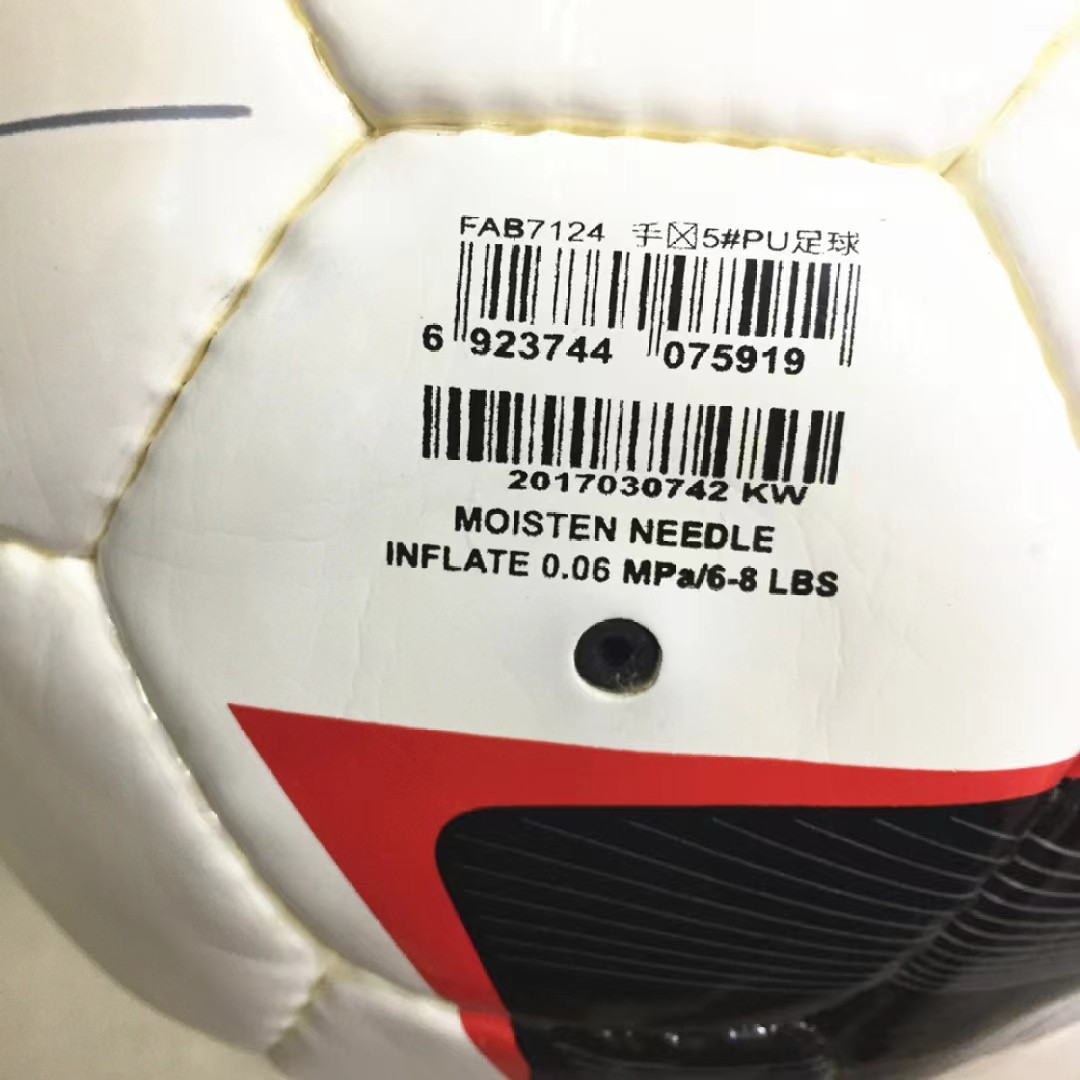 FAB7124 手☒5#PU足球
6 923744 075919
2017030742 KW
MOISTEN NEEDLE
INFLATE 0.06 MPa/6-8 LBS